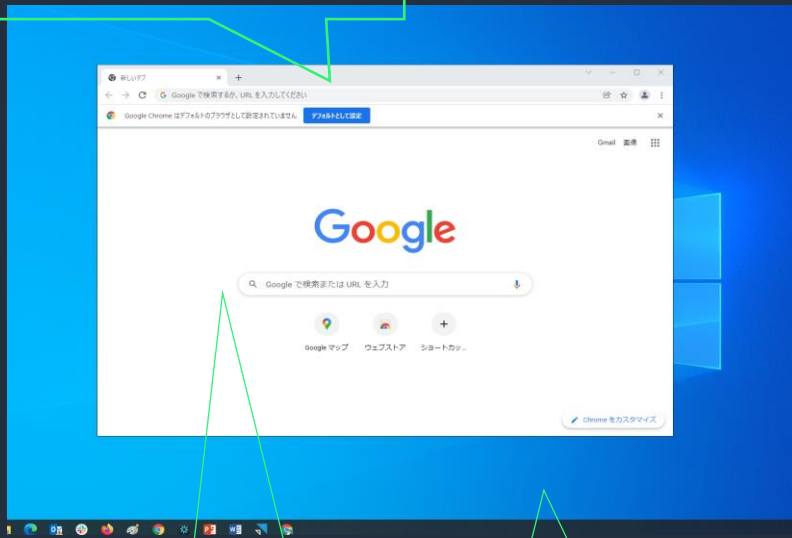 新しいタブ
Google で検索するか、URL を入力してください
Google Chrome はデフォルトのブラウザとして設定されていません デフォルトとして設定
Gmail 画像
Google
Google で検索または URL を入力
Google マップ ウェブストア ショートカッ...
Chrome をカスタマイズ